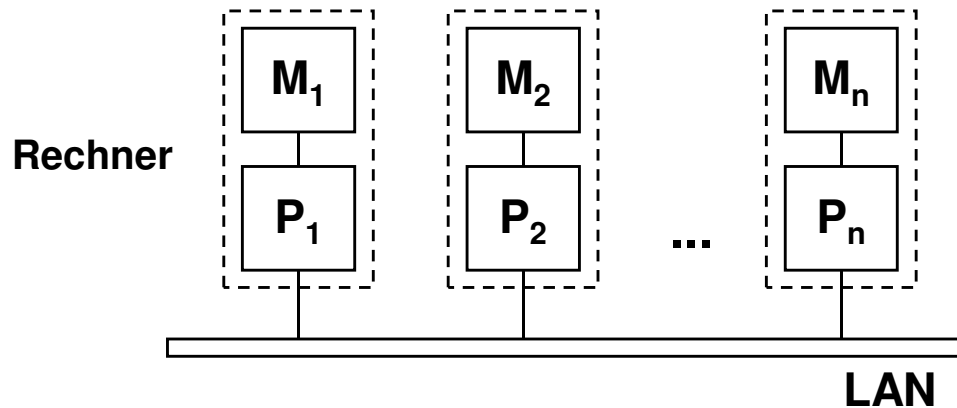 M₁ M₂ Mₙ
Rechner
P₁ P₂ ... Pₙ
LAN